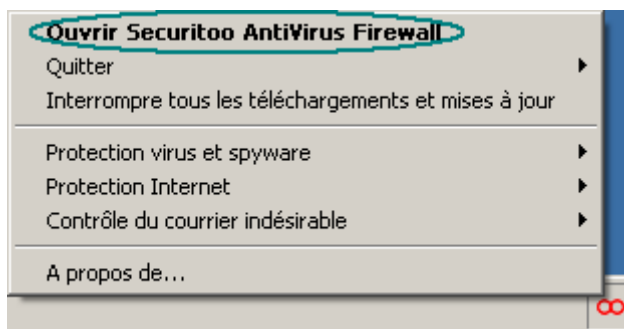 Ouvrir Securitoo AntiVirus Firewall
Quitter
Interrompre tous les téléchargements et mises à jour
Protection virus et spyware
Protection Internet
Contrôle du courrier indésirable
A propos de...